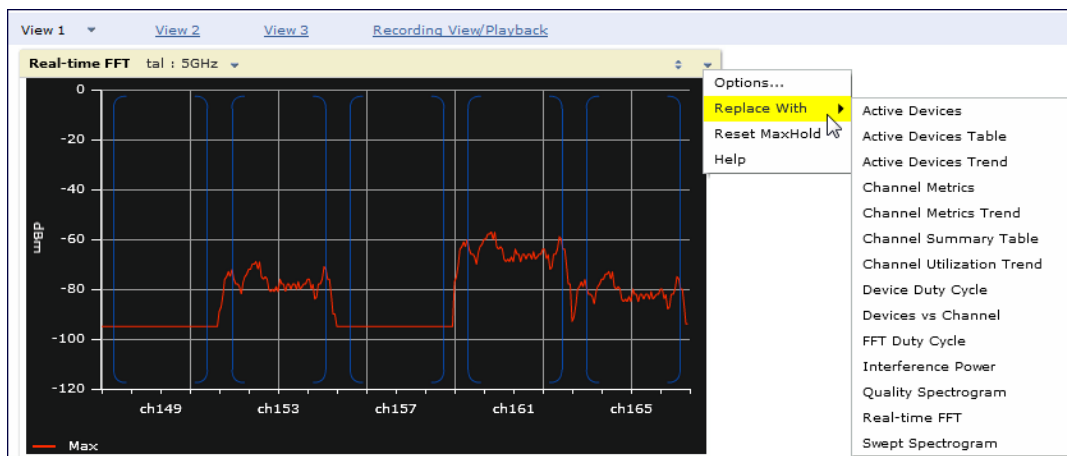 View 1 View 2 View 3 Recording View/Playback
Real-time FFT tal : 5GHz
Options...
Replace With
Reset MaxHold
Help
Active Devices
Active Devices Table
Active Devices Trend
Channel Metrics
Channel Metrics Trend
Channel Summary Table
Channel Utilization Trend
Device Duty Cycle
Devices vs Channel
FFT Duty Cycle
Interference Power
Quality Spectrogram
Real-time FFT
Swept Spectrogram
0
-20
-40
-60
-80
-100
-120
dBm
ch149 ch153 ch157 ch161 ch165
Max